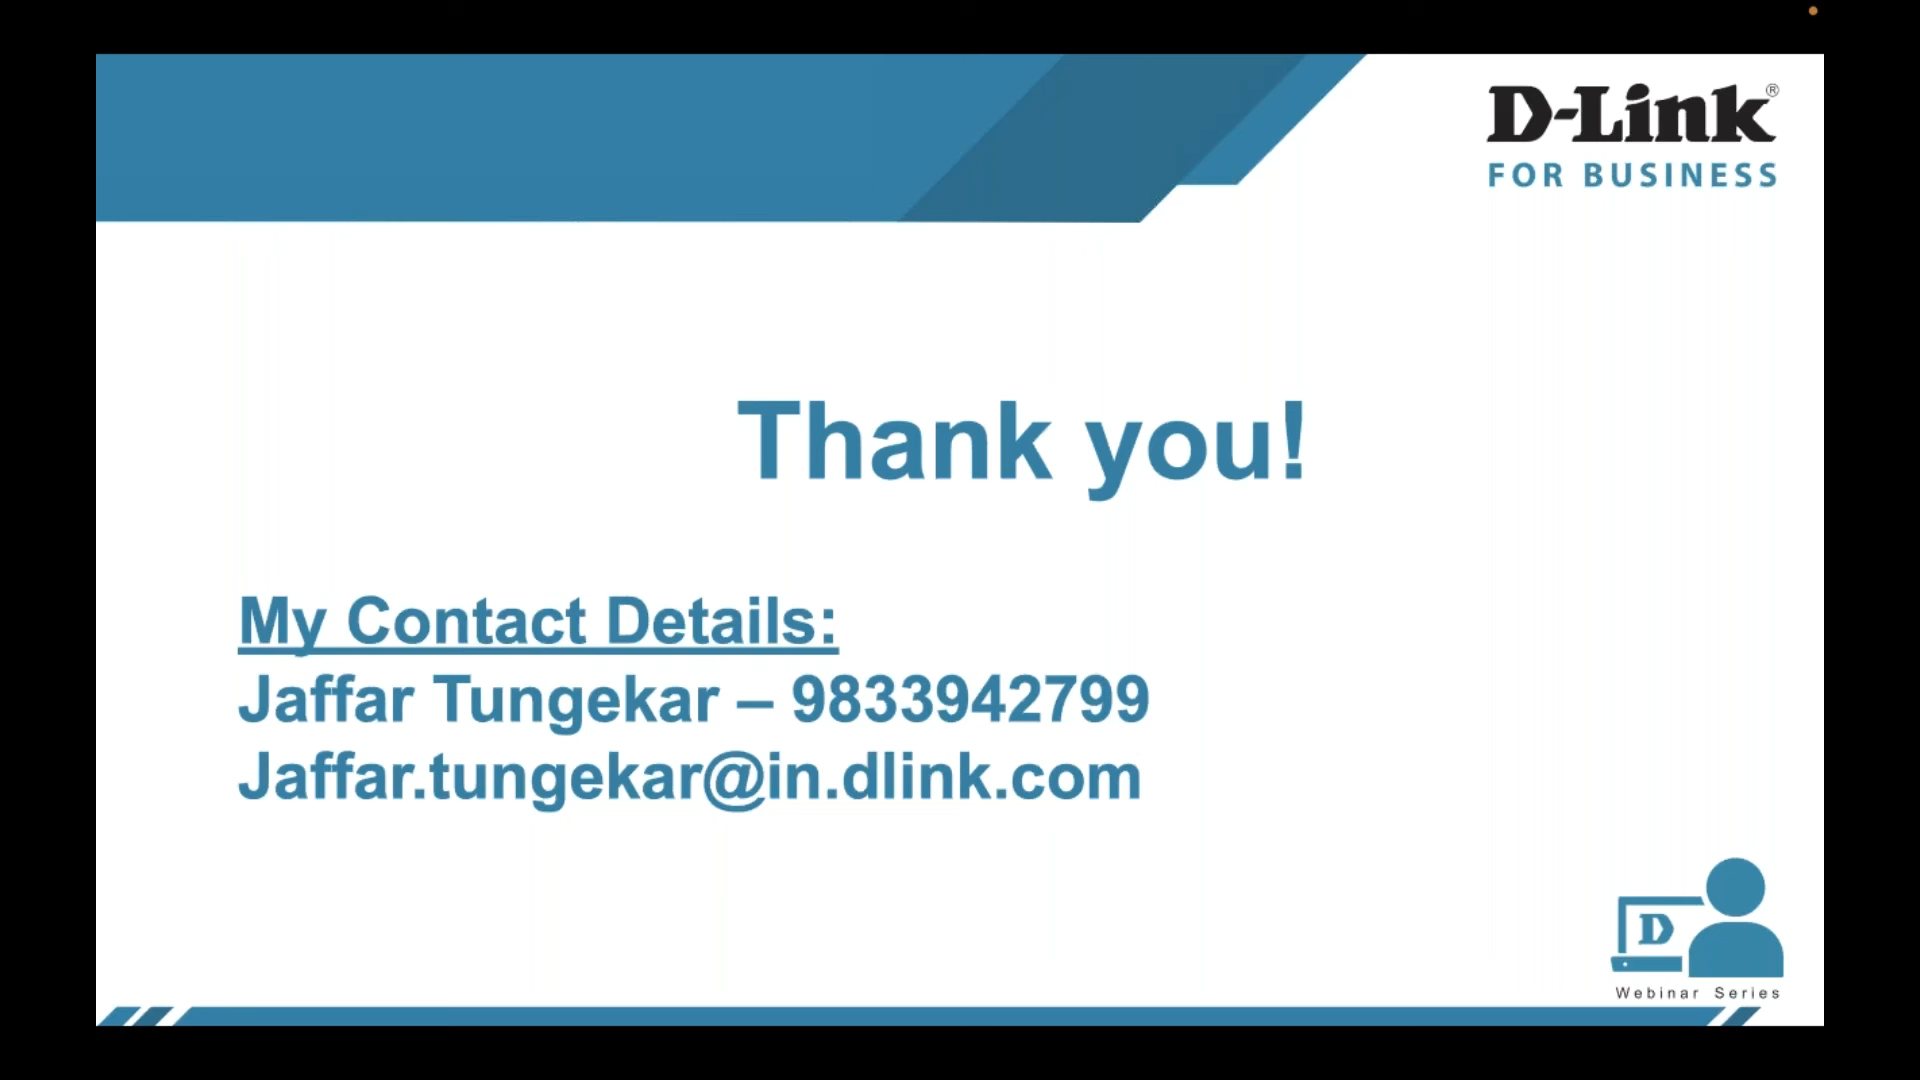 D-Link®
FOR BUSINESS
Thank you!
My Contact Details:
Jaffar Tungekar – 9833942799
Jaffar.tungekar@in.dlink.com
D
Webinar Series